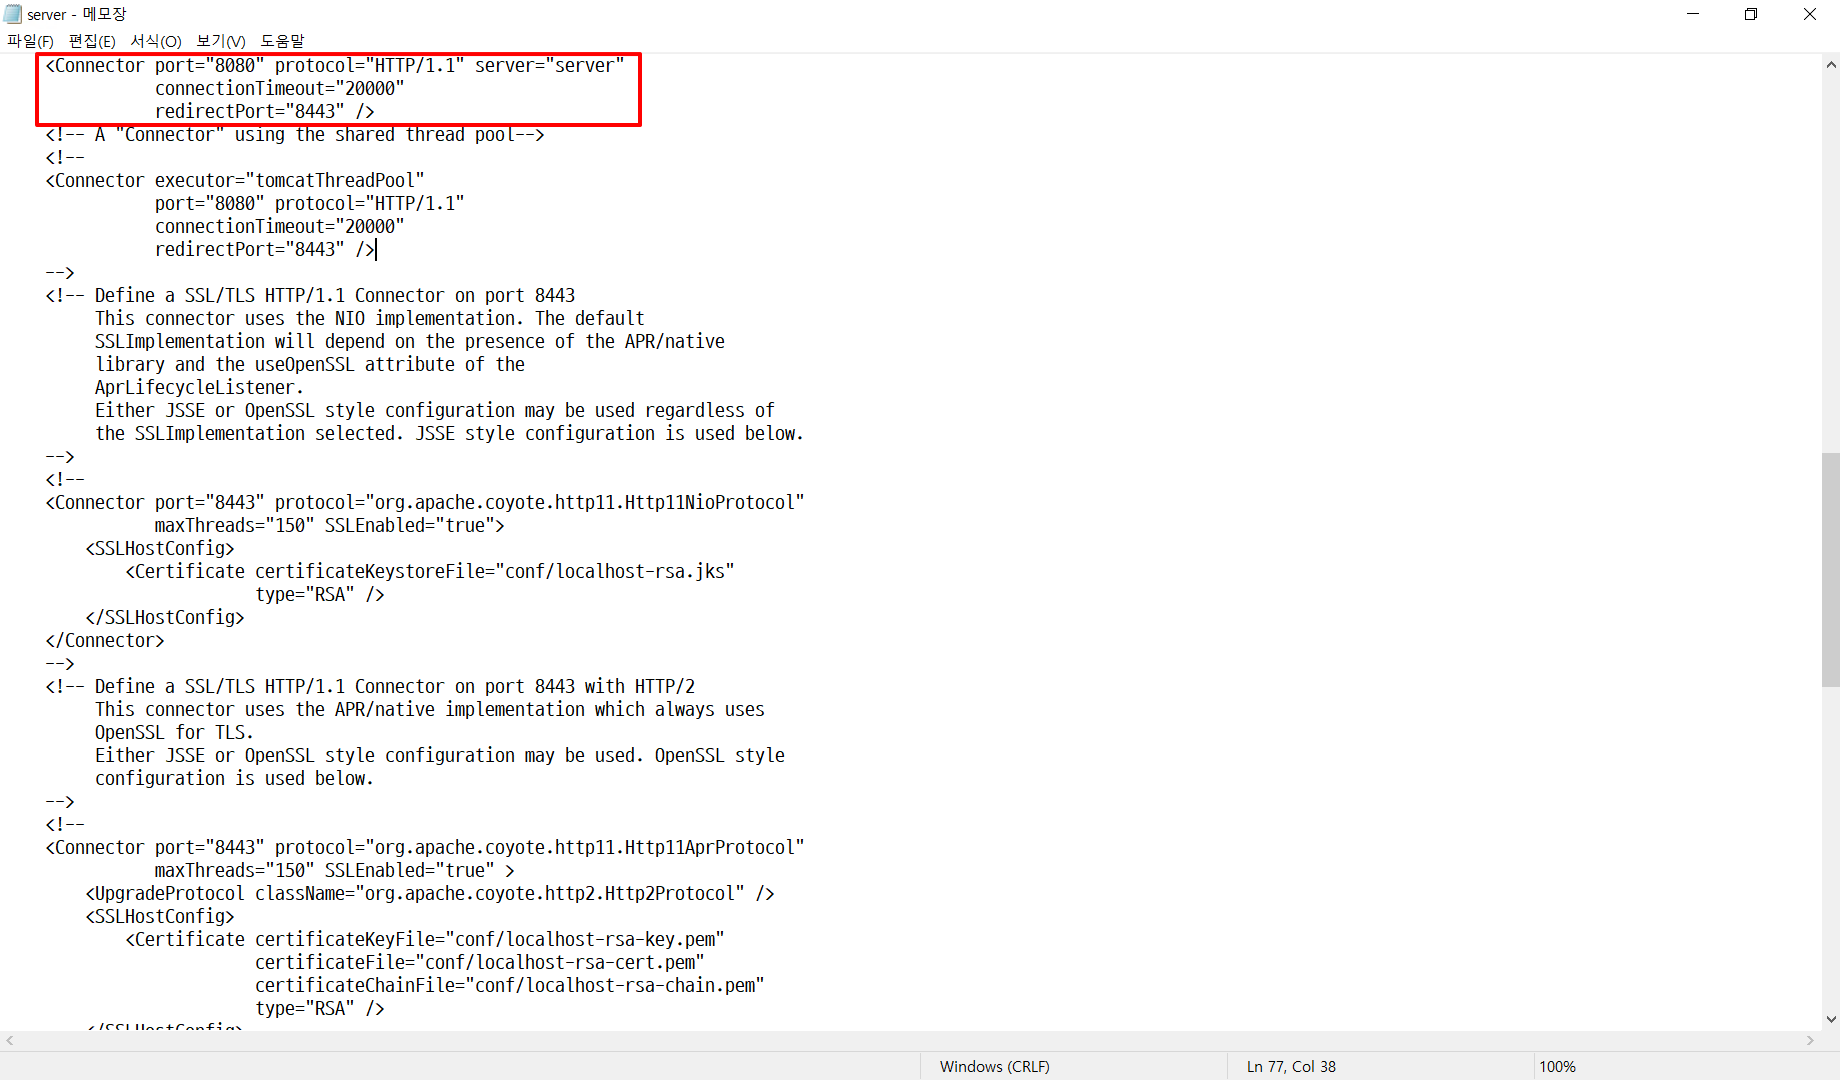 server - 메모장
파일(F) 편집(E) 서식(O) 보기(V) 도움말
<Connector port="8080" protocol="HTTP/1.1" server="server"
connectionTimeout="20000"
redirectPort="8443" />
<!-- A "Connector" using the shared thread pool-->
<!--
<Connector executor="tomcatThreadPool"
port="8080" protocol="HTTP/1.1"
connectionTimeout="20000"
redirectPort="8443" />
-->
<!-- Define a SSL/TLS HTTP/1.1 Connector on port 8443
This connector uses the NIO implementation. The default
SSLImplementation will depend on the presence of the APR/native
library and the useOpenSSL attribute of the
AprLifecycleListener.
Either JSSE or OpenSSL style configuration may be used regardless of
the SSLImplementation selected. JSSE style configuration is used below.
-->
<!--
<Connector port="8443" protocol="org.apache.coyote.http11.Http11NioProtocol"
maxThreads="150" SSLEnabled="true">
<SSLHostConfig>
<Certificate certificateKeystoreFile="conf/localhost-rsa.jks"
type="RSA" />
</SSLHostConfig>
</Connector>
-->
<!-- Define a SSL/TLS HTTP/1.1 Connector on port 8443 with HTTP/2
This connector uses the APR/native implementation which always uses
OpenSSL for TLS.
Either JSSE or OpenSSL style configuration may be used. OpenSSL style
configuration is used below.
-->
<!--
<Connector port="8443" protocol="org.apache.coyote.http11.Http11AprProtocol"
maxThreads="150" SSLEnabled="true" >
<UpgradeProtocol className="org.apache.coyote.http2.Http2Protocol" />
<SSLHostConfig>
<Certificate certificateKeyFile="conf/localhost-rsa-key.pem"
certificateFile="conf/localhost-rsa-cert.pem"
certificateChainFile="conf/localhost-rsa-chain.pem"
type="RSA" />
</SSLHostConfig>
Windows (CRLF) Ln 77, Col 38 100%